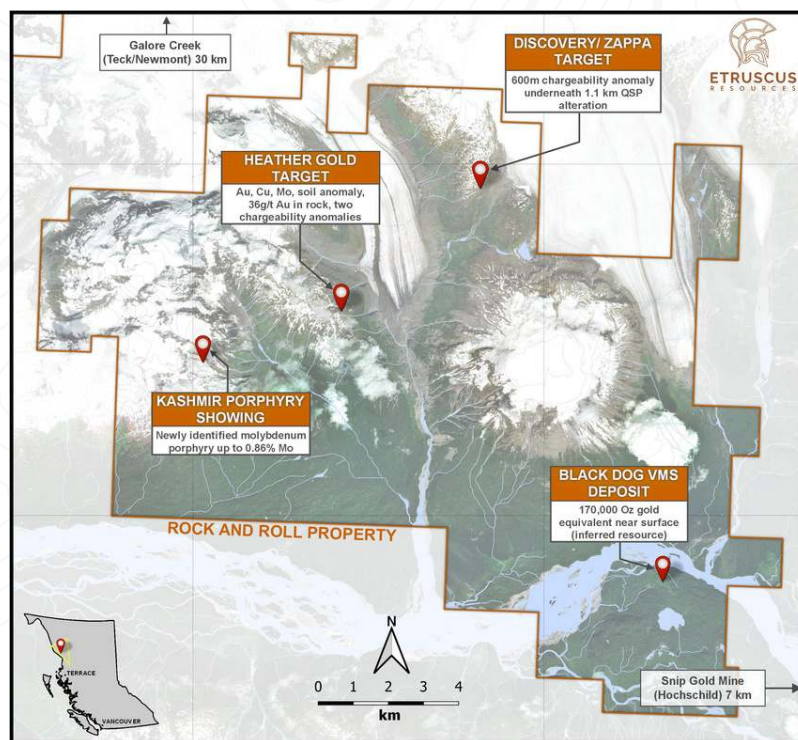 Galore Creek
(Teck/Newmont) 30 km
DISCOVERY/ ZAPPA
TARGET
600m chargeability anomaly
underneath 1.1 km QSP
alteration
ETRUSCUS
RESOURCES
HEATHER GOLD
TARGET
Au, Cu, Mo, soil anomaly,
36g/t Au in rock, two
chargeability anomalies
KASHMIR PORPHYRY
SHOWING
Newly identified molybdenum
porphyry up to 0.86% Mo
BLACK DOG VMS
DEPOSIT
170,000 Oz gold
equivalent near surface
(inferred resource)
ROCK AND ROLL PROPERTY
N
0 1 2 3 4
km
TERRACE
VANCOUVER
Snip Gold Mine
(Hochschild) 7 km